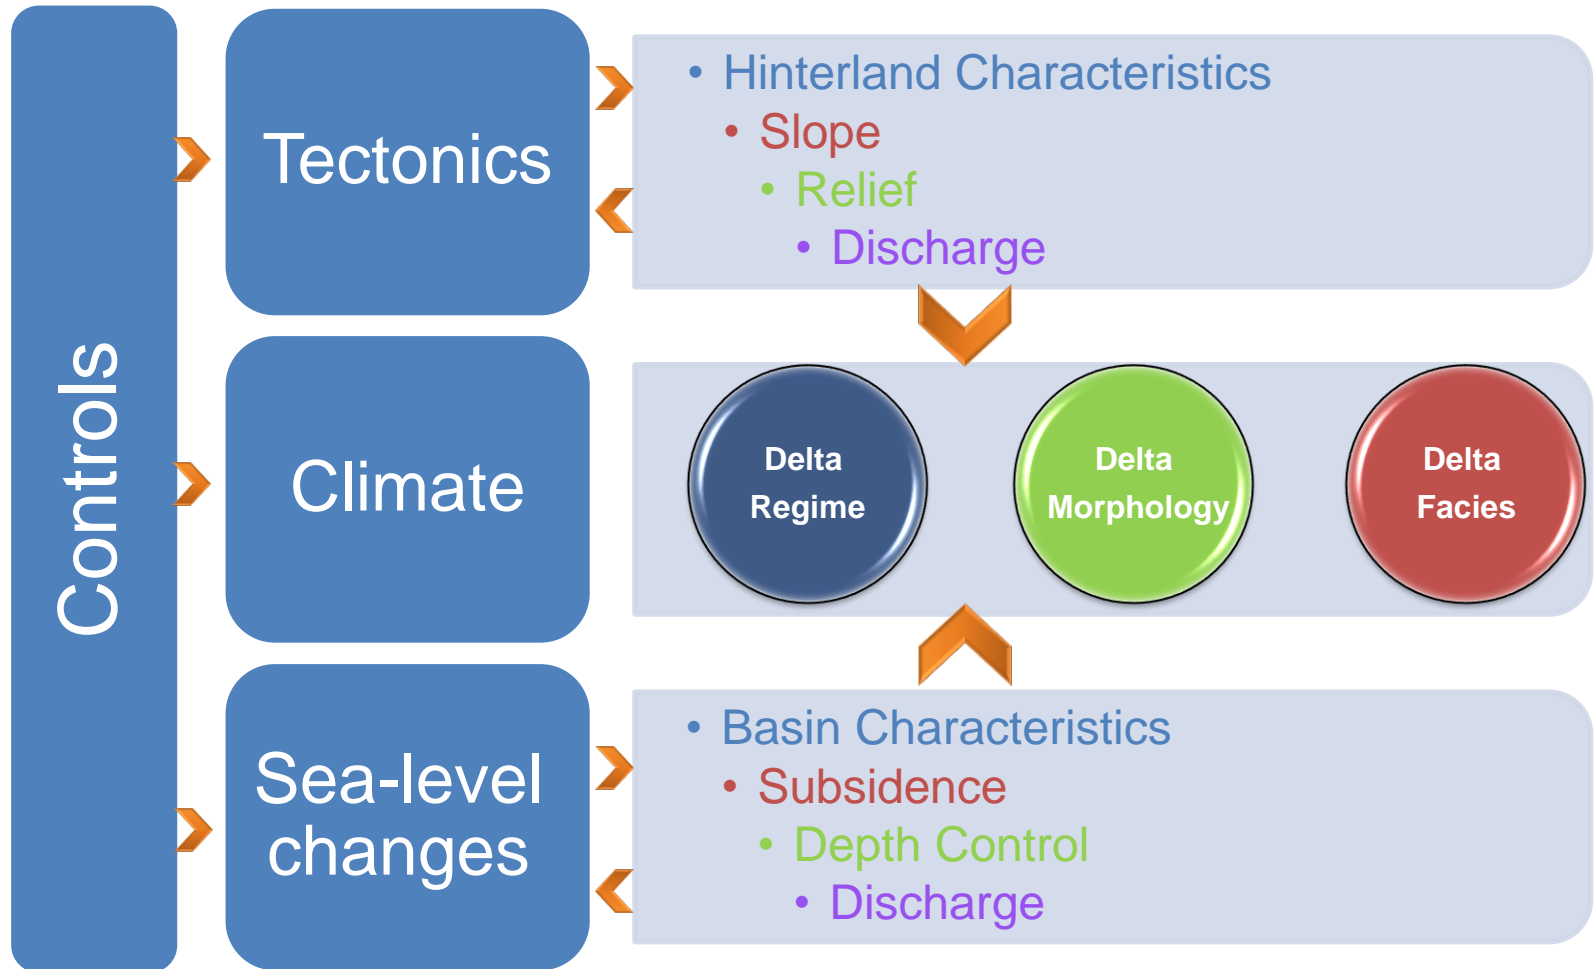 Controls
Tectonics
• Hinterland Characteristics
• Slope
• Relief
• Discharge
Climate
Delta
Regime
Delta
Morphology
Delta
Facies
Sea-level
changes
• Basin Characteristics
• Subsidence
• Depth Control
• Discharge